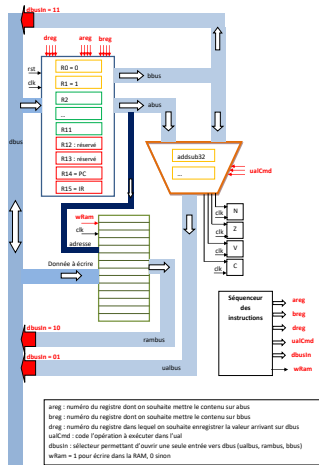 dbusIn = 11
dreg
areg
breg
rst
clk
R0 = 0
R1 = 1
R2
...
R11
R12 : réservé
R13 : réservé
R14 = PC
R15 = IR
bbus
abus
dbus
addsub32
...
ualCmd
wRam
clk
adresse
Donnée à écrire
clk
N
clk
Z
clk
V
clk
C
Séquenceur
des
instructions
areg
breg
dreg
ualCmd
dbusIn
wRam
dbusIn = 10
rambus
dbusIn = 01
ualbus
areg : numéro du registre dont on souhaite mettre le contenu sur abus
breg : numéro du registre dont on souhaite mettre le contenu sur bbus
dreg : numéro du registre dans lequel on souhaite enregistrer la valeur arrivant sur dbus
ualCmd : code l'opération à exécuter dans l'ual
dbusIn : sélecteur permettant d'ouvrir une seule entrée vers dbus (ualbus, rambus, bbus)
wRam = 1 pour écrire dans la RAM, 0 sinon